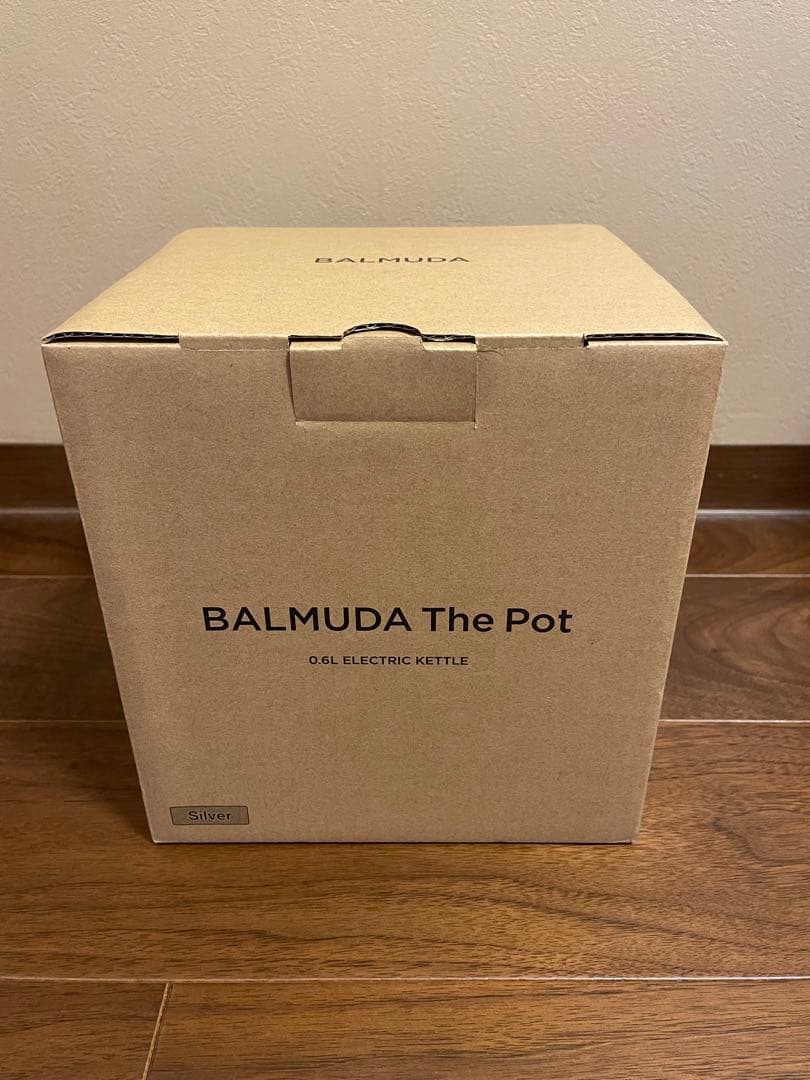 BALMUDA
BALMUDA The Pot
0.6L ELECTRIC KETTLE
Silver